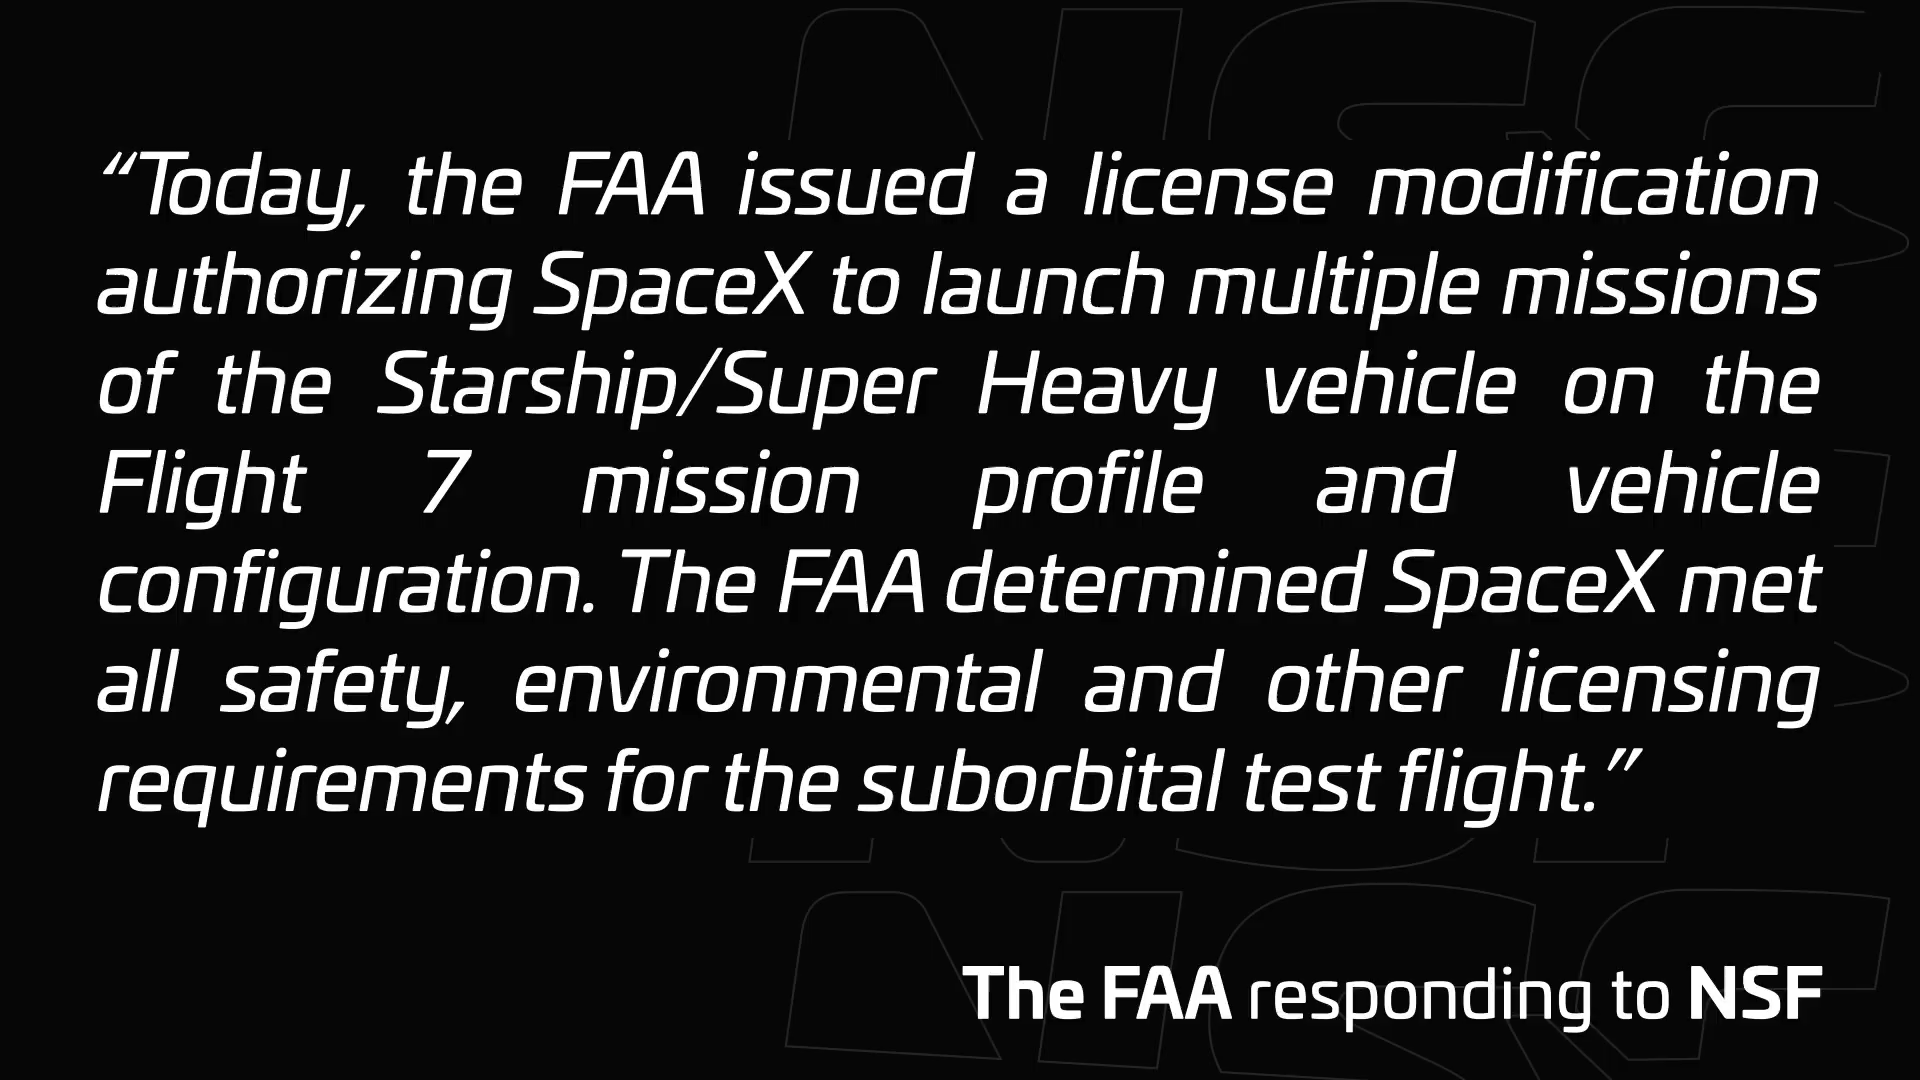 “Today, the FAA issued a license modification
authorizing SpaceX to launch multiple missions
of the Starship/Super Heavy vehicle on the
Flight 7 mission profile and vehicle
configuration. The FAA determined SpaceX met
all safety, environmental and other licensing
requirements for the suborbital test flight.”
The FAA responding to NSF